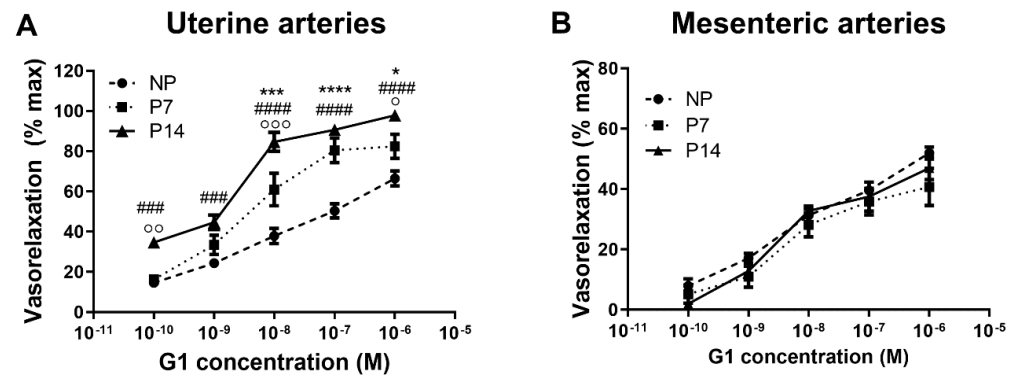 A
Uterine arteries
Vasorelaxation (% max)
120
100
80
60
40
20
0
NP
P7
P14
###
○○
###
***
####
○○○
****
####
*
####
○
10-11
10-10
10-9
10-8
10-7
10-6
10-5
G1 concentration (M)
B
Mesenteric arteries
Vasorelaxation (% max)
80
60
40
20
0
NP
P7
P14
10-11
10-10
10-9
10-8
10-7
10-6
10-5
G1 concentration (M)